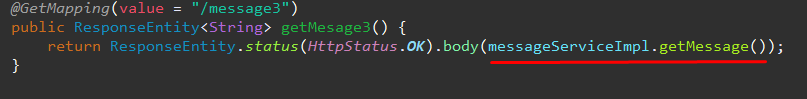 @GetMapping(value = "/message3")
public ResponseEntity<String> getMesage3() {
return ResponseEntity.status(HttpStatus.OK).body(messageServiceImpl.getMessage());
}